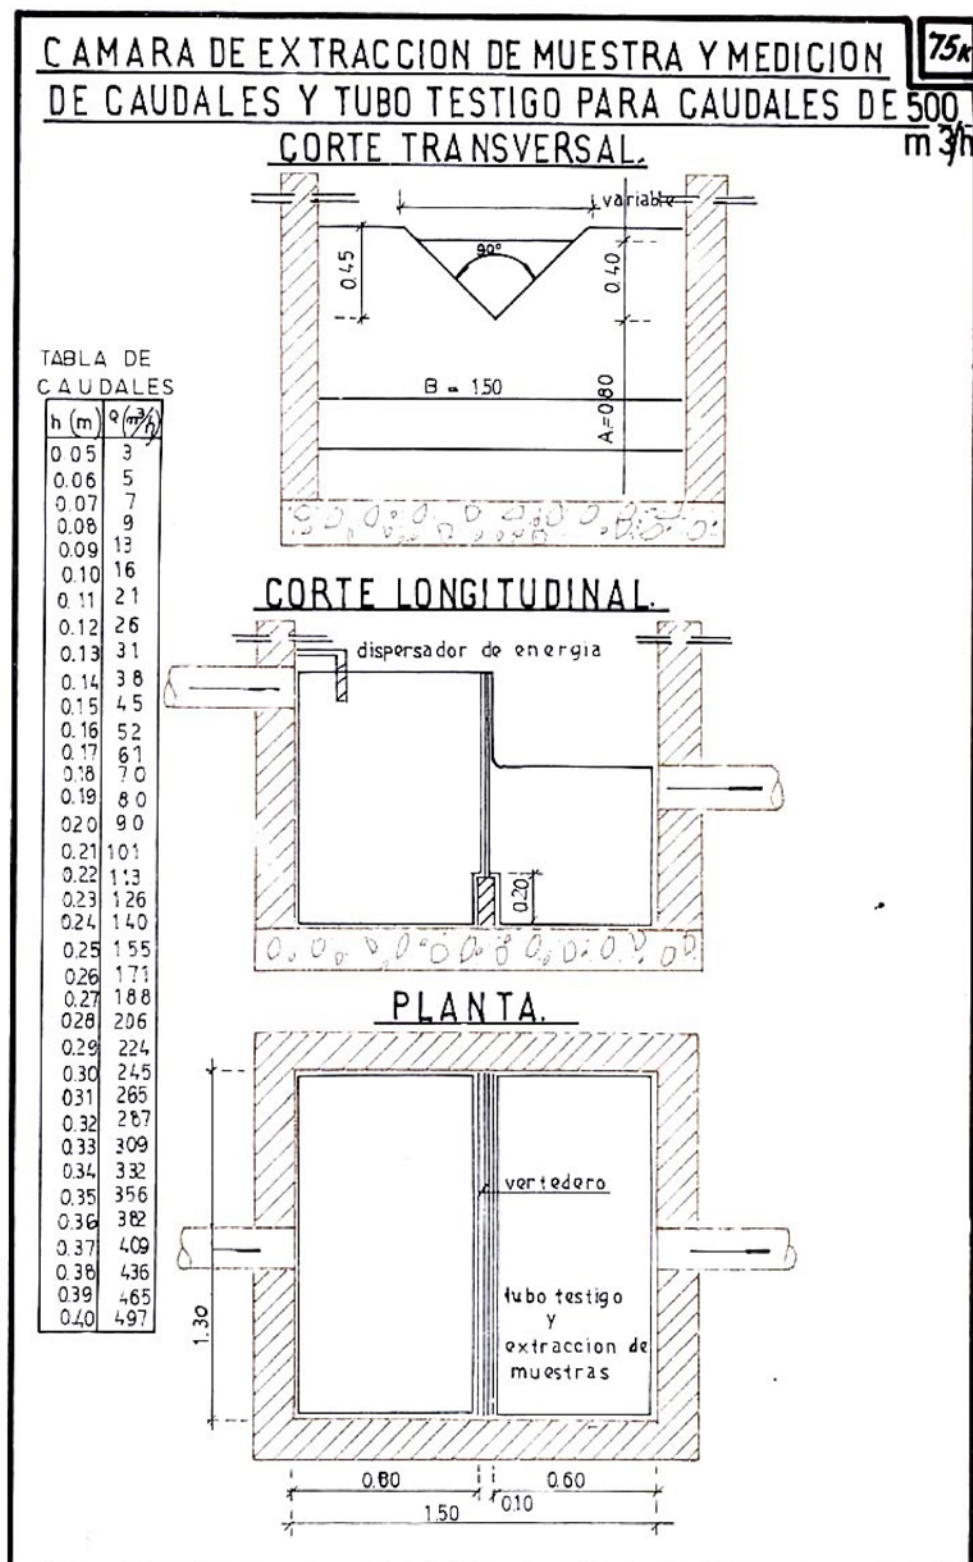 75K
CAMARA DE EXTRACCION DE MUESTRA Y MEDICION
DE CAUDALES Y TUBO TESTIGO PARA CAUDALES DE 500
m3/h
CORTE TRANSVERSAL.
variable
90°
0.45
0.40
B = 1.50
A=0.80
TABLA DE
CAUDALES
h (m) Q (m3/h)
0.05 3
0.06 5
0.07 7
0.08 9
0.09 13
0.10 16
0.11 21
0.12 26
0.13 31
0.14 38
0.15 45
0.16 52
0.17 61
0.18 70
0.19 80
0.20 90
0.21 101
0.22 113
0.23 126
0.24 140
0.25 155
0.26 171
0.27 188
0.28 206
0.29 224
0.30 245
0.31 265
0.32 287
0.33 309
0.34 332
0.35 356
0.36 382
0.37 409
0.38 436
0.39 465
0.40 497
CORTE LONGITUDINAL.
dispersador de energia
0.20
PLANTA.
vertedero
tubo testigo
y
extraccion de
muestras
1.30
0.80
0.60
0.10
1.50